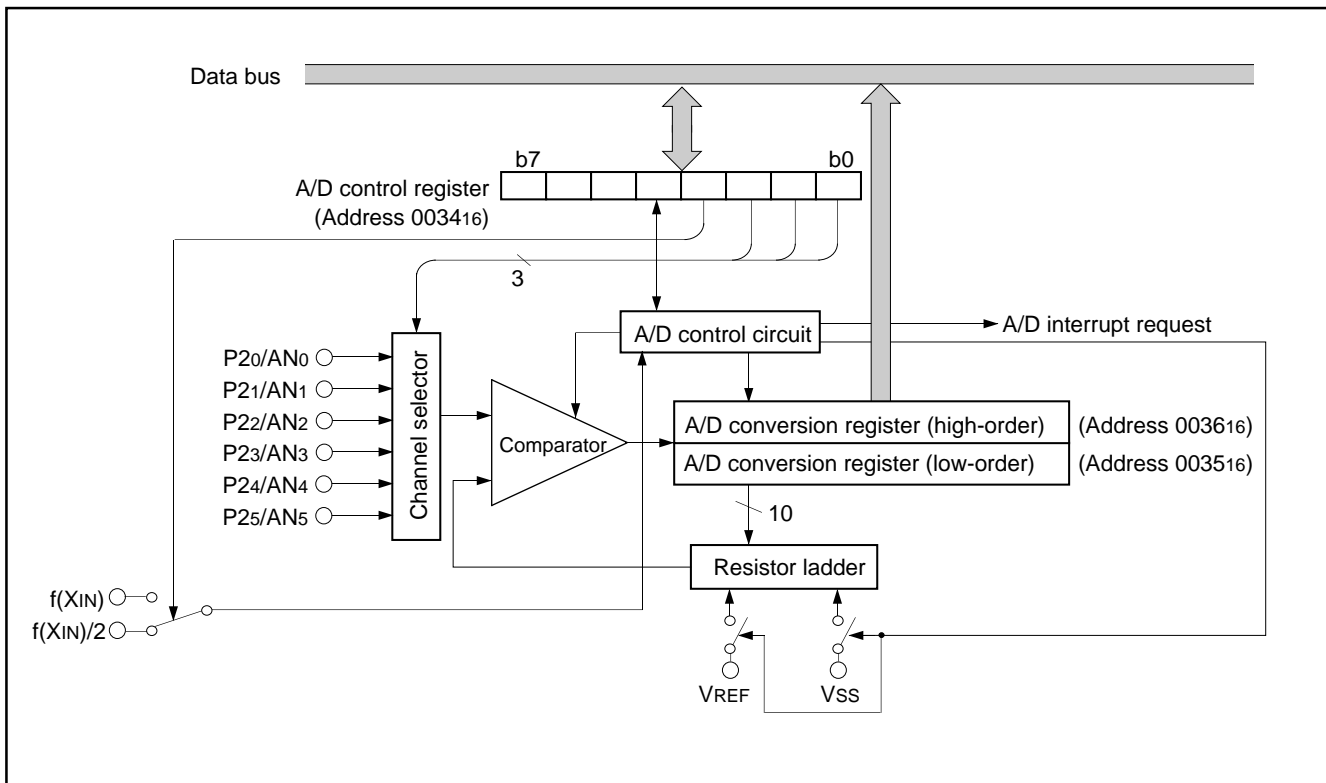 Data bus
b7 b0
A/D control register
(Address 003416)
3
A/D control circuit
A/D interrupt request
P20/AN0
P21/AN1
P22/AN2
P23/AN3
P24/AN4
P25/AN5
Channel selector
Comparator
A/D conversion register (high-order) (Address 003616)
A/D conversion register (low-order) (Address 003516)
10
Resistor ladder
f(XIN)
f(XIN)/2
VREF VSS